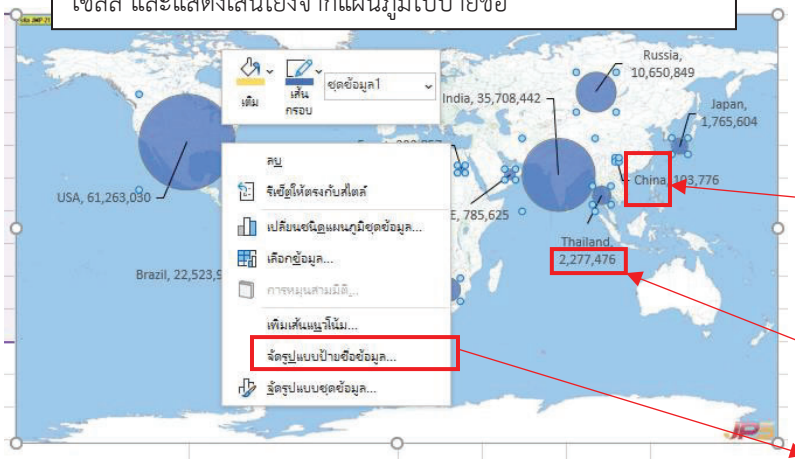 เซลล์ และแสดงเส้นโยงจากแผนภูมิไปป้ายชื่อ
Russia,
10,650,849
เติม
เส้น
กรอบ
ชุดข้อมูล1
India, 35,708,442
Japan,
1,765,604
USA, 61,263,030
China, 193,776
E, 785,625
Thailand,
2,277,476
Brazil, 22,523,9
ลบ
รีเซ็ตให้ตรงกับสไตล์
เปลี่ยนชนิดแผนภูมิชุดข้อมูล...
เลือกข้อมูล...
การหมุนสามมิติ...
เพิ่มเส้นแนวโน้ม...
จัดรูปแบบป้ายชื่อข้อมูล...
จัดรูปแบบชุดข้อมูล...